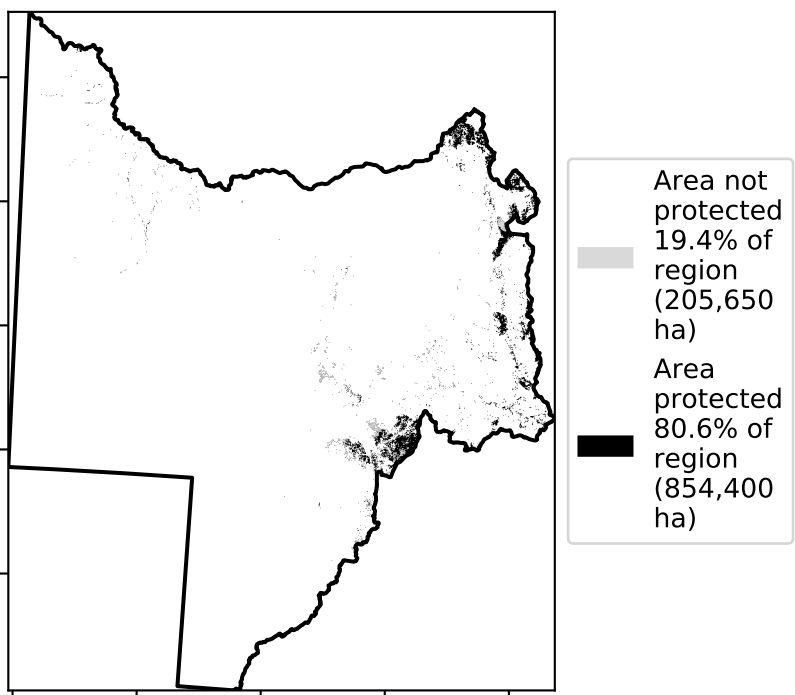 Area not
protected
19.4% of
region
(205,650
ha)
Area
protected
80.6% of
region
(854,400
ha)